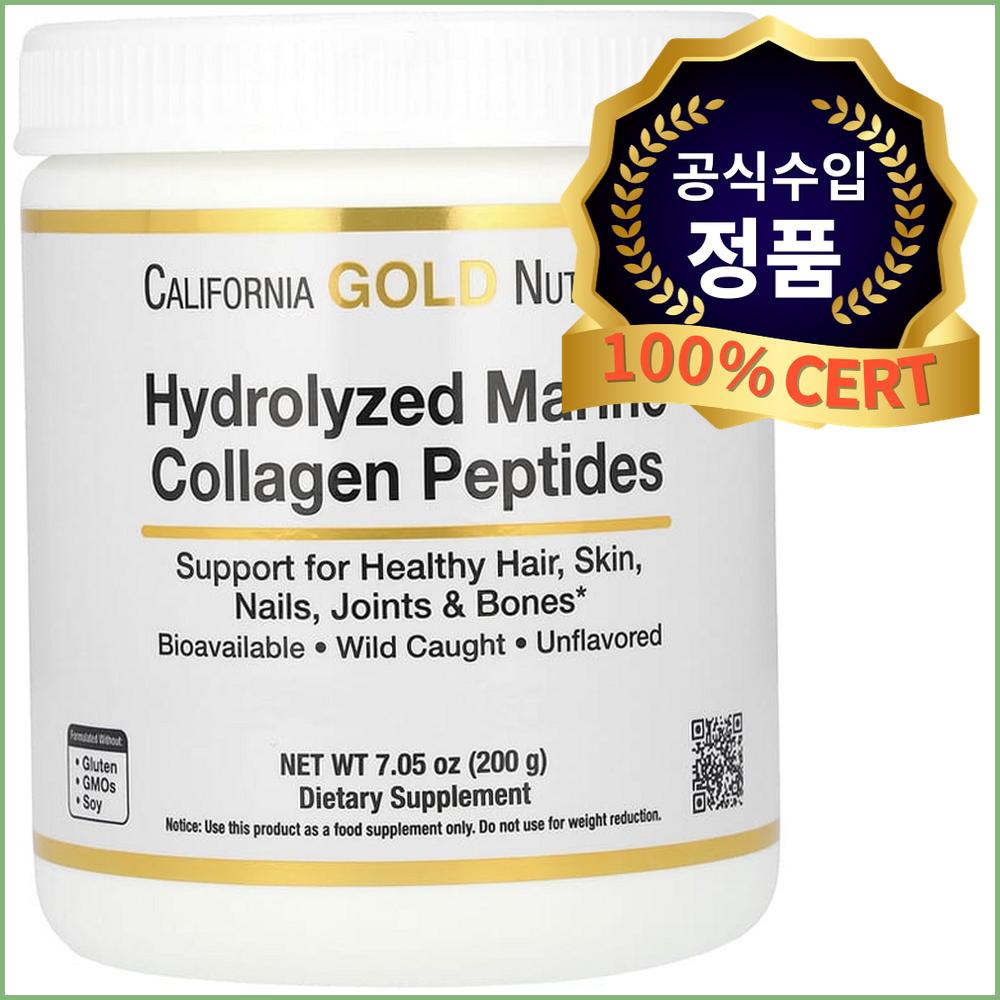 CALIFORNIA GOLD NUT
공식수입
정품
100% CERT
Hydrolyzed Marine
Collagen Peptides
Support for Healthy Hair, Skin,
Nails, Joints & Bones*
Bioavailable • Wild Caught • Unflavored
Formulated Without:
• Gluten
• GMOs
• Soy
NET WT 7.05 oz (200 g)
Dietary Supplement
Notice: Use this product as a food supplement only. Do not use for weight reduction.